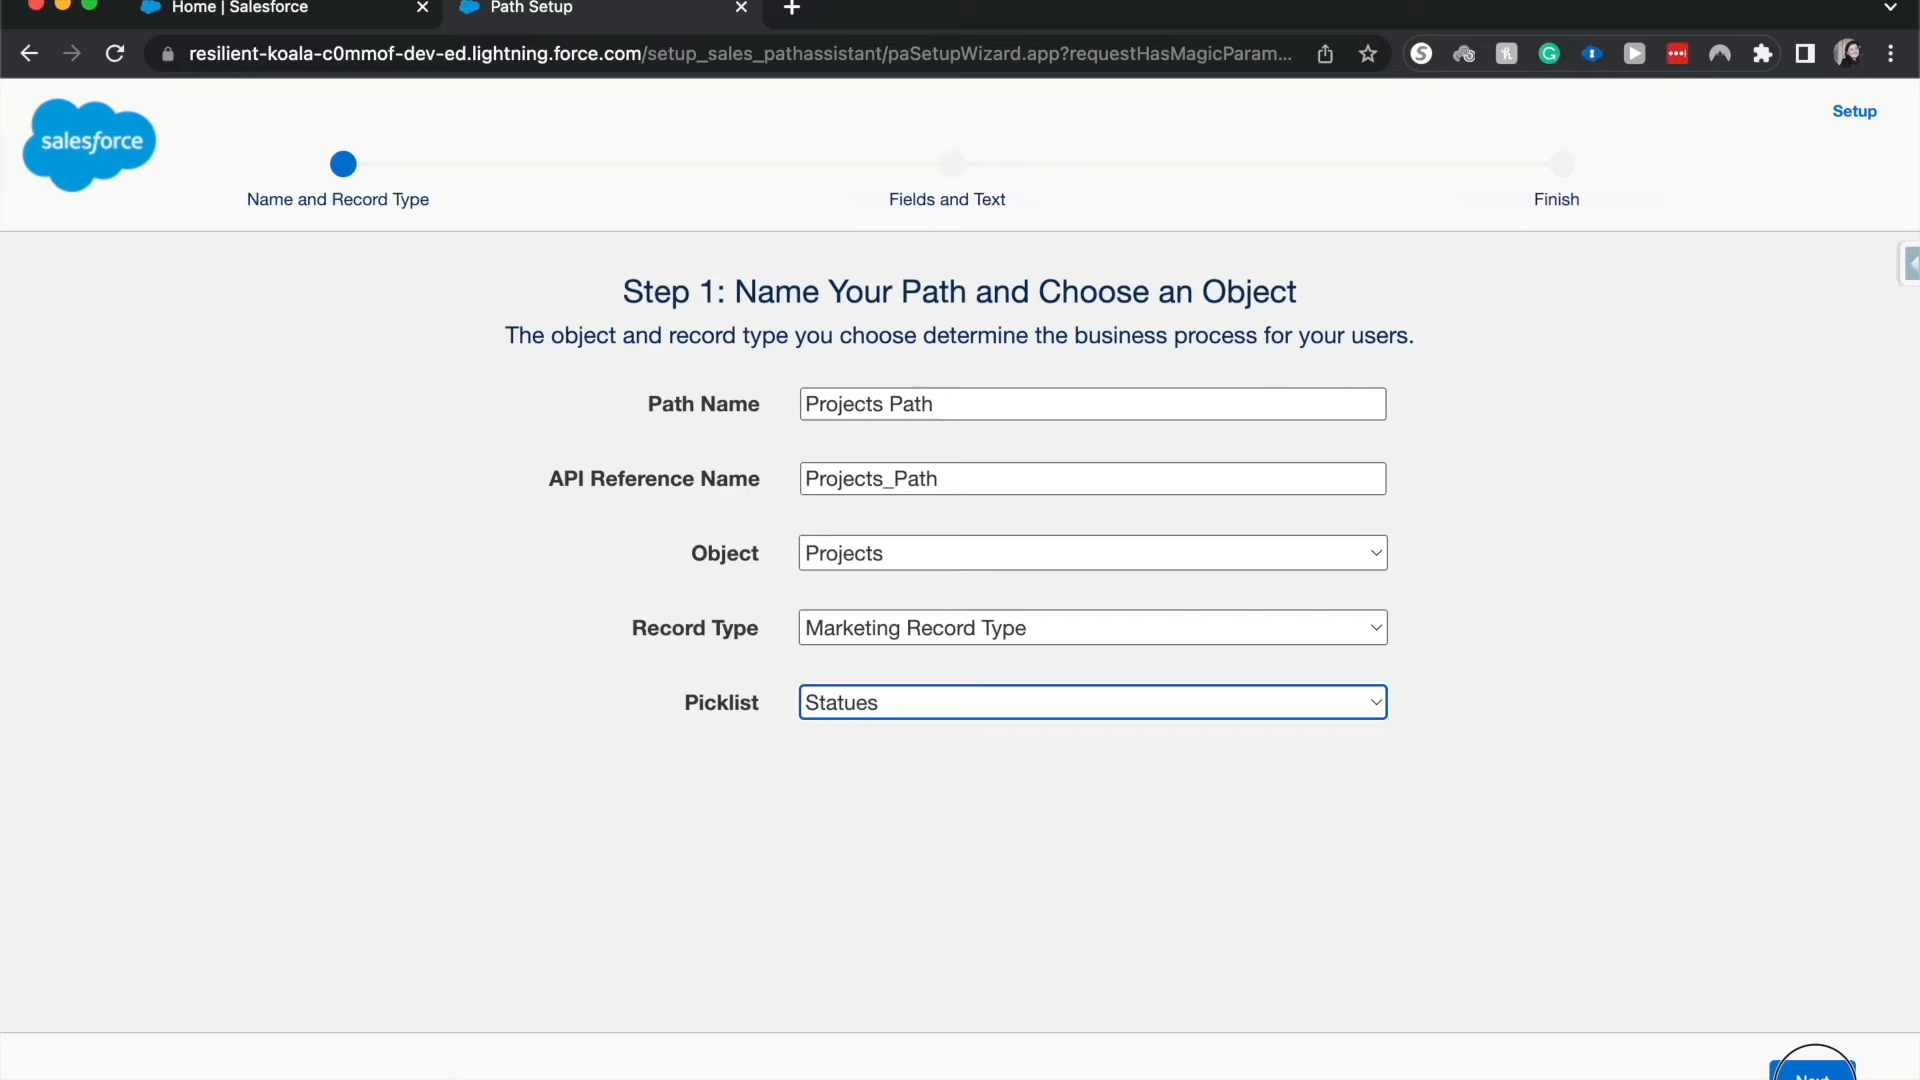 Home | Salesforce
Path Setup
resilient-koala-c0mmof-dev-ed.lightning.force.com/setup_sales_pathassistant/paSetupWizard.app?requestHasMagicParam...
salesforce
Setup
Name and Record Type
Fields and Text
Finish
Step 1: Name Your Path and Choose an Object
The object and record type you choose determine the business process for your users.
Path Name
Projects Path
API Reference Name
Projects_Path
Object
Projects
Record Type
Marketing Record Type
Picklist
Statues
Next